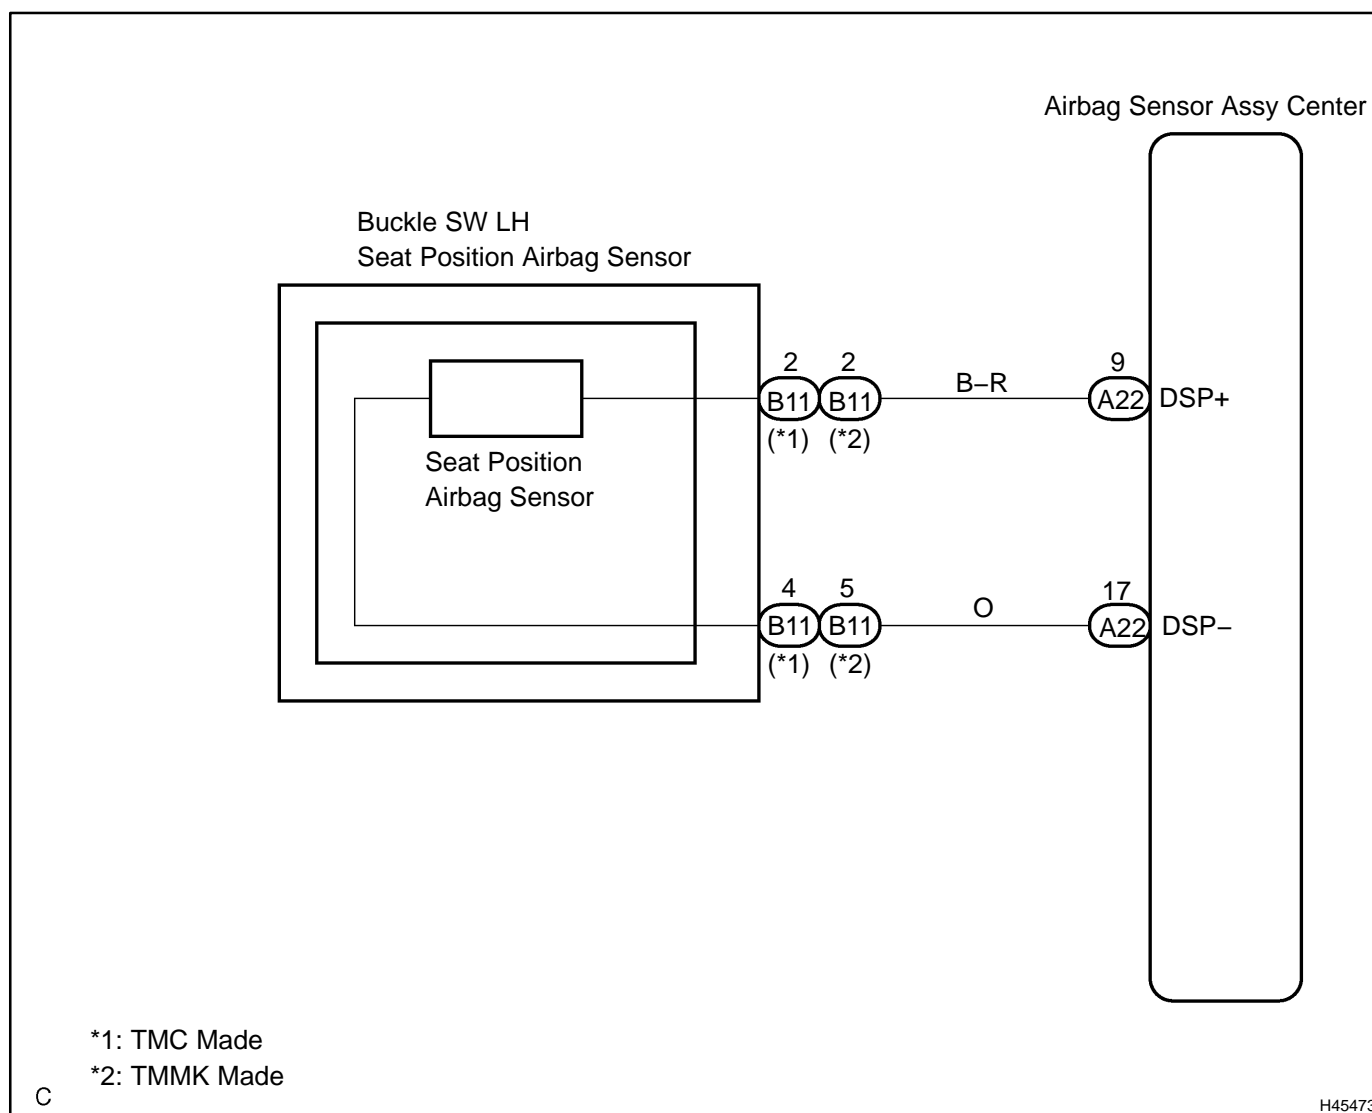 Airbag Sensor Assy Center
Buckle SW LH
Seat Position Airbag Sensor
2 2 9
B11 B11 B–R A22 DSP+
(*1) (*2)
Seat Position
Airbag Sensor
4 5 17
B11 B11 O A22 DSP–
(*1) (*2)
*1: TMC Made
*2: TMMK Made
C
H45473